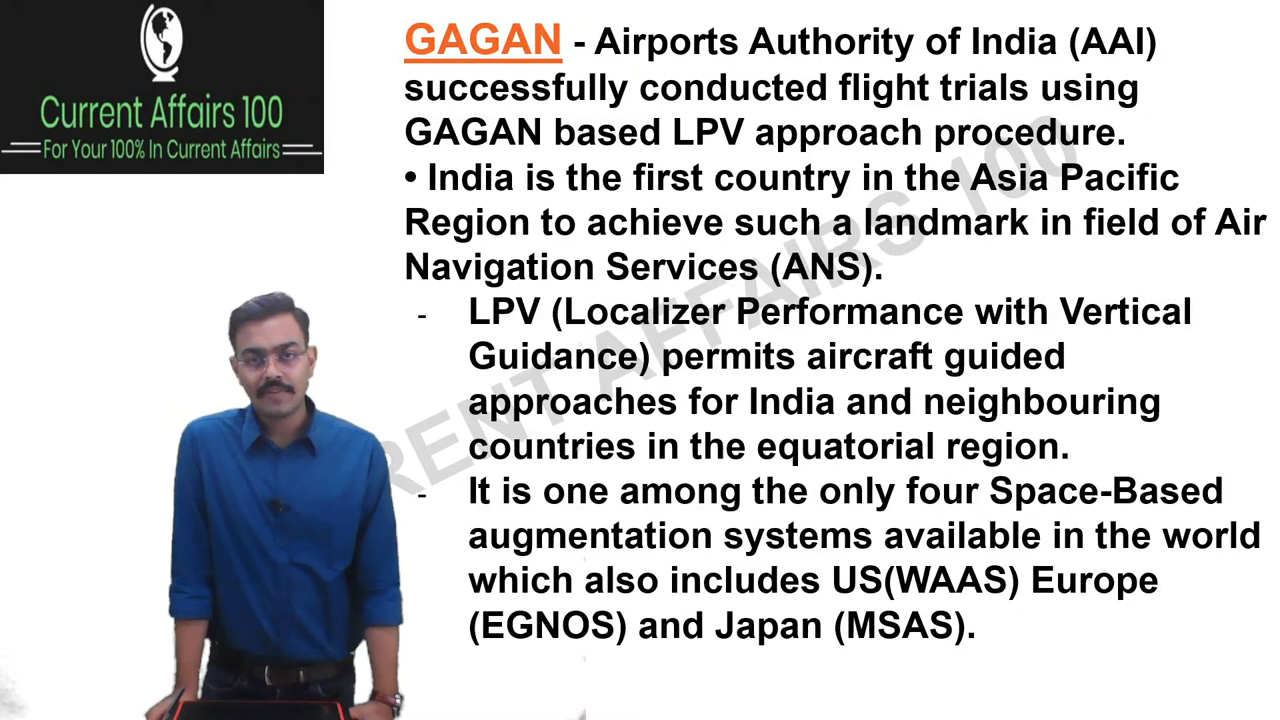 Current Affairs 100
For Your 100% In Current Affairs
GAGAN - Airports Authority of India (AAI)
successfully conducted flight trials using
GAGAN based LPV approach procedure.
• India is the first country in the Asia Pacific
Region to achieve such a landmark in field of Air
Navigation Services (ANS).
- LPV (Localizer Performance with Vertical
Guidance) permits aircraft guided
approaches for India and neighbouring
countries in the equatorial region.
- It is one among the only four Space-Based
augmentation systems available in the world
which also includes US(WAAS) Europe
(EGNOS) and Japan (MSAS).
RENT AFFAIRS 100